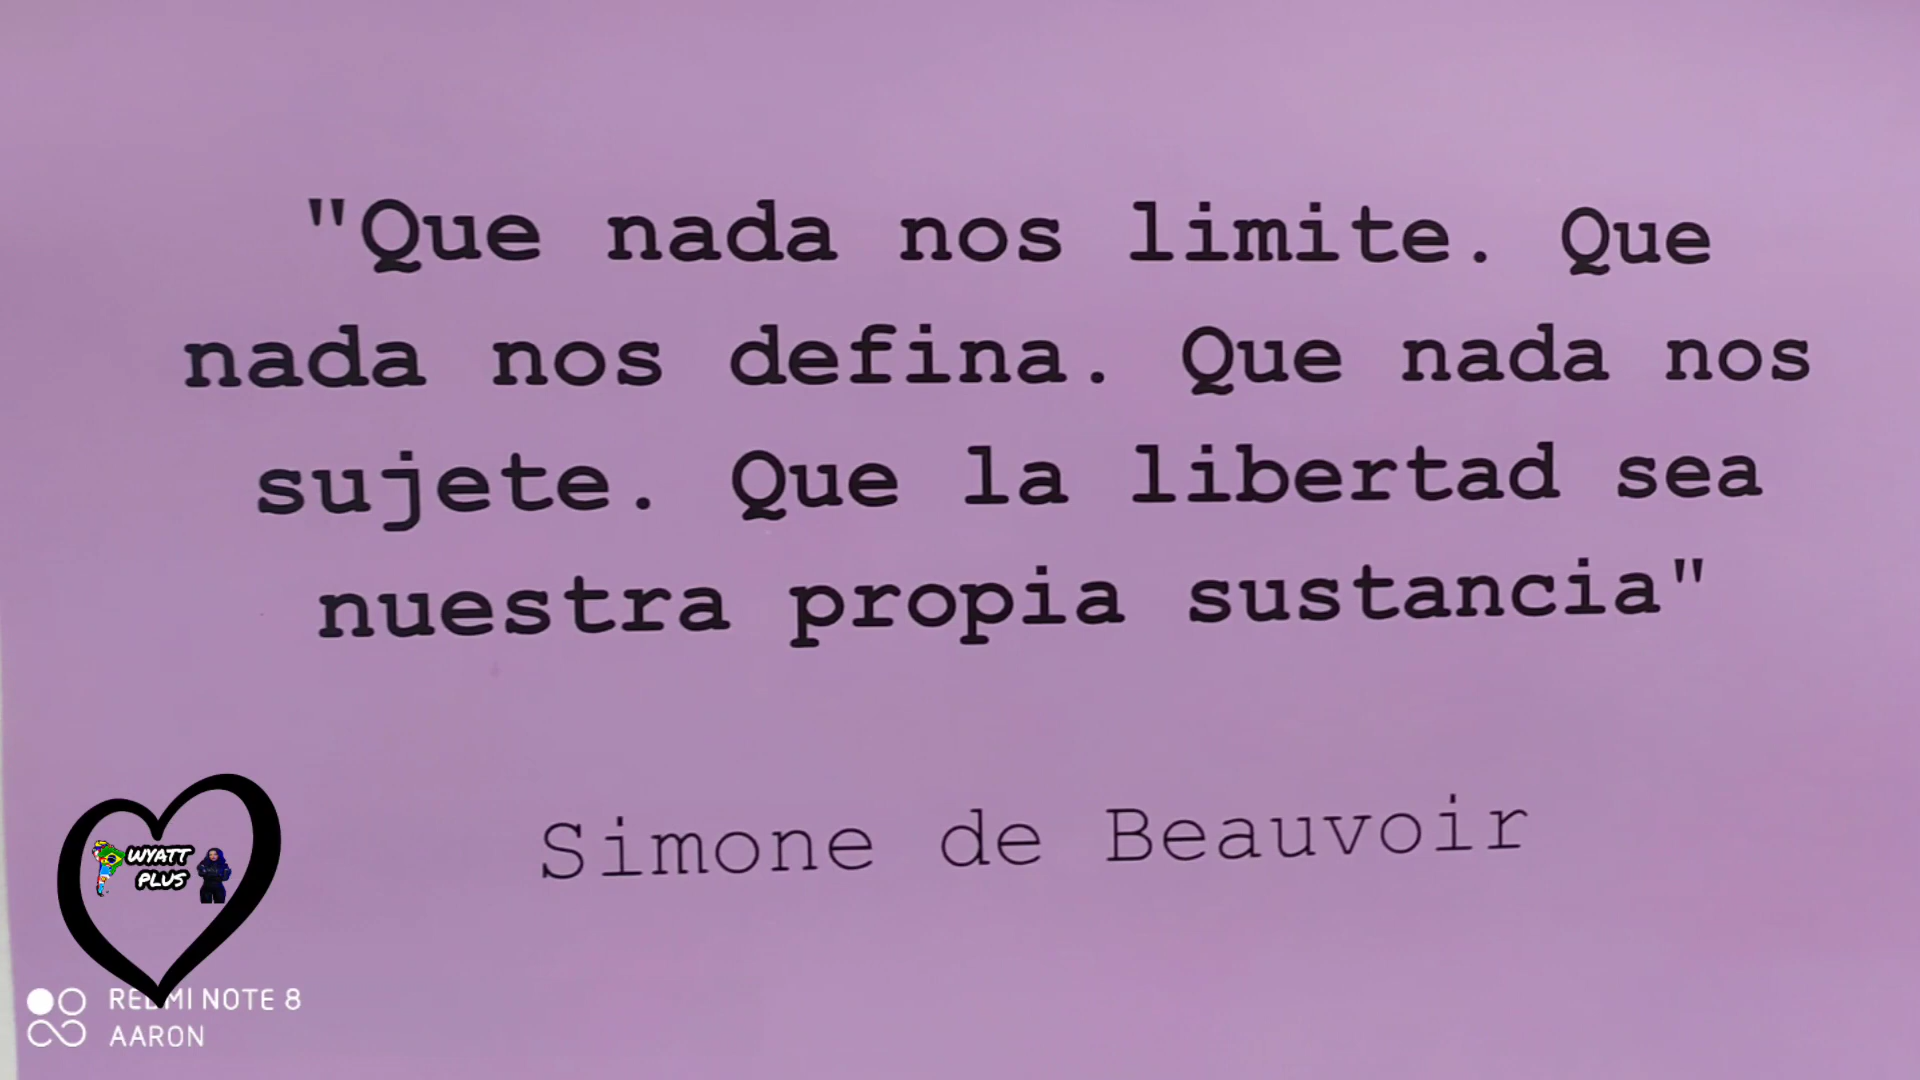 "Que nada nos limite. Que
nada nos defina. Que nada nos
sujete. Que la libertad sea
nuestra propia sustancia"
Simone de Beauvoir
WYATT
PLUS
REDMI NOTE 8
AARON